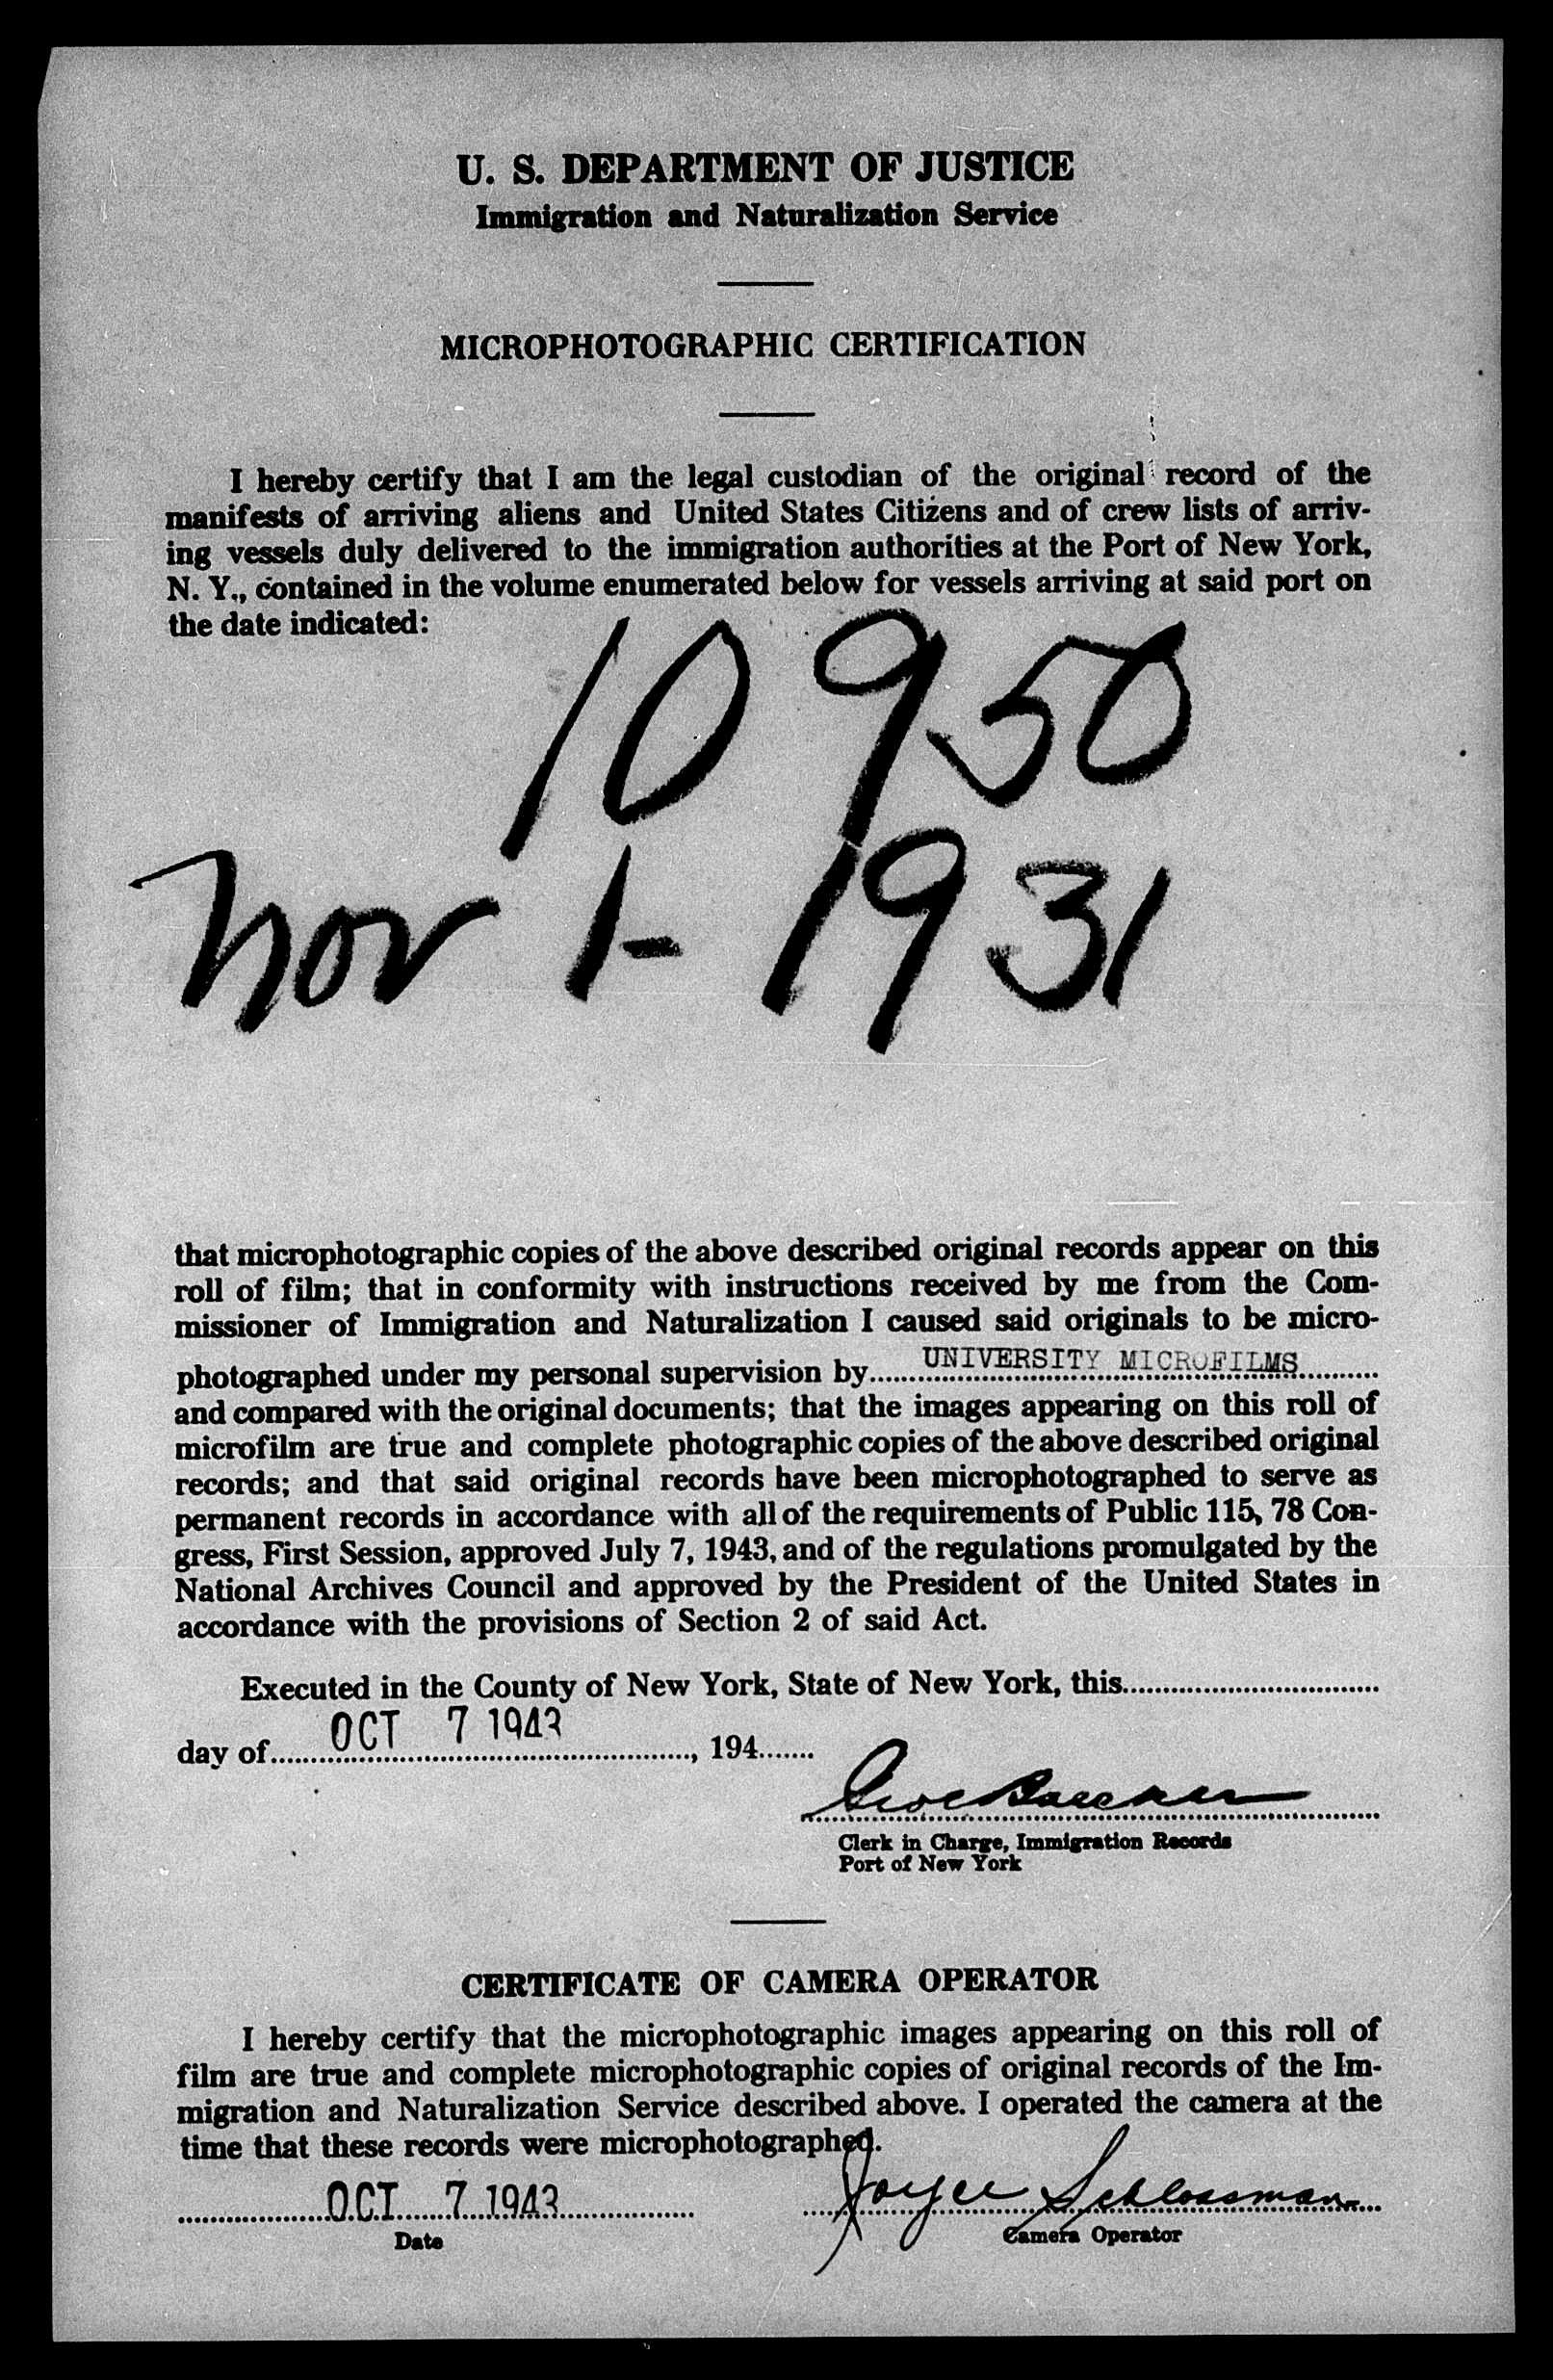 U. S. DEPARTMENT OF JUSTICE
Immigration and Naturalization Service
MICROPHOTOGRAPHIC CERTIFICATION
I hereby certify that I am the legal custodian of the original record of the
manifests of arriving aliens and United States Citizens and of crew lists of arriv-
ing vessels duly delivered to the immigration authorities at the Port of New York,
N. Y., contained in the volume enumerated below for vessels arriving at said port on
the date indicated:
10950
Nov 1- 1931
that microphotographic copies of the above described original records appear on this
roll of film; that in conformity with instructions received by me from the Com-
missioner of Immigration and Naturalization I caused said originals to be micro-
photographed under my personal supervision by UNIVERSITY MICROFILMS
and compared with the original documents; that the images appearing on this roll of
microfilm are true and complete photographic copies of the above described original
records; and that said original records have been microphotographed to serve as
permanent records in accordance with all of the requirements of Public 115, 78 Con-
gress, First Session, approved July 7, 1943, and of the regulations promulgated by the
National Archives Council and approved by the President of the United States in
accordance with the provisions of Section 2 of said Act.
Executed in the County of New York, State of New York, this
day of OCT 7 1943, 194
Clerk in Charge, Immigration Records
Port of New York
CERTIFICATE OF CAMERA OPERATOR
I hereby certify that the microphotographic images appearing on this roll of
film are true and complete microphotographic copies of original records of the Im-
migration and Naturalization Service described above. I operated the camera at the
time that these records were microphotographed.
OCT 7 1943 Joyce Schlossman
Date Camera Operator